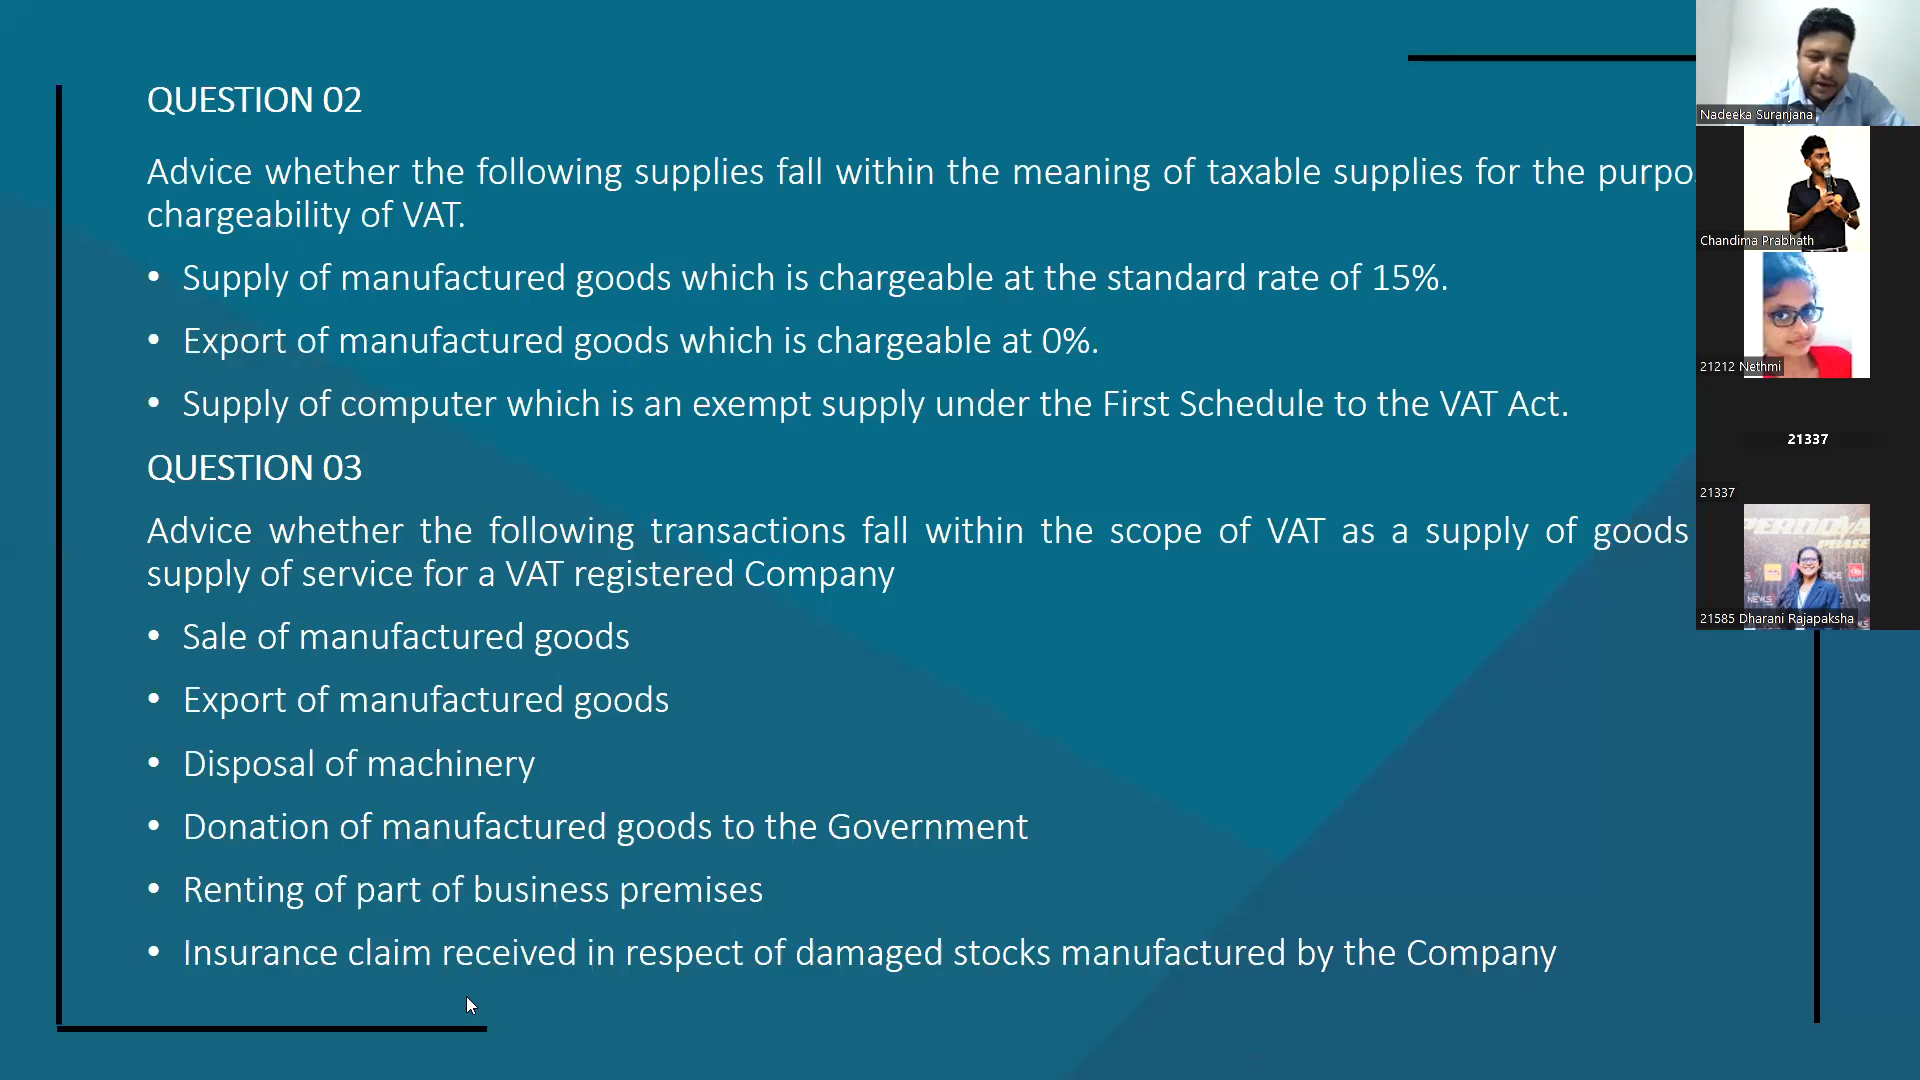 QUESTION 02
Advice whether the following supplies fall within the meaning of taxable supplies for the
chargeability of VAT.
• Supply of manufactured goods which is chargeable at the standard rate of 15%.
• Export of manufactured goods which is chargeable at 0%.
• Supply of computer which is an exempt supply under the First Schedule to the VAT Act.
QUESTION 03
Advice whether the following transactions fall within the scope of VAT as a supply of goods
supply of service for a VAT registered Company
• Sale of manufactured goods
• Export of manufactured goods
• Disposal of machinery
• Donation of manufactured goods to the Government
• Renting of part of business premises
• Insurance claim received in respect of damaged stocks manufactured by the Company
Nadeeka Suranjana
Chandima Prabhath
21212 Nethmi
21337
21337
NEWS
21585 Dharani Rajapaksha